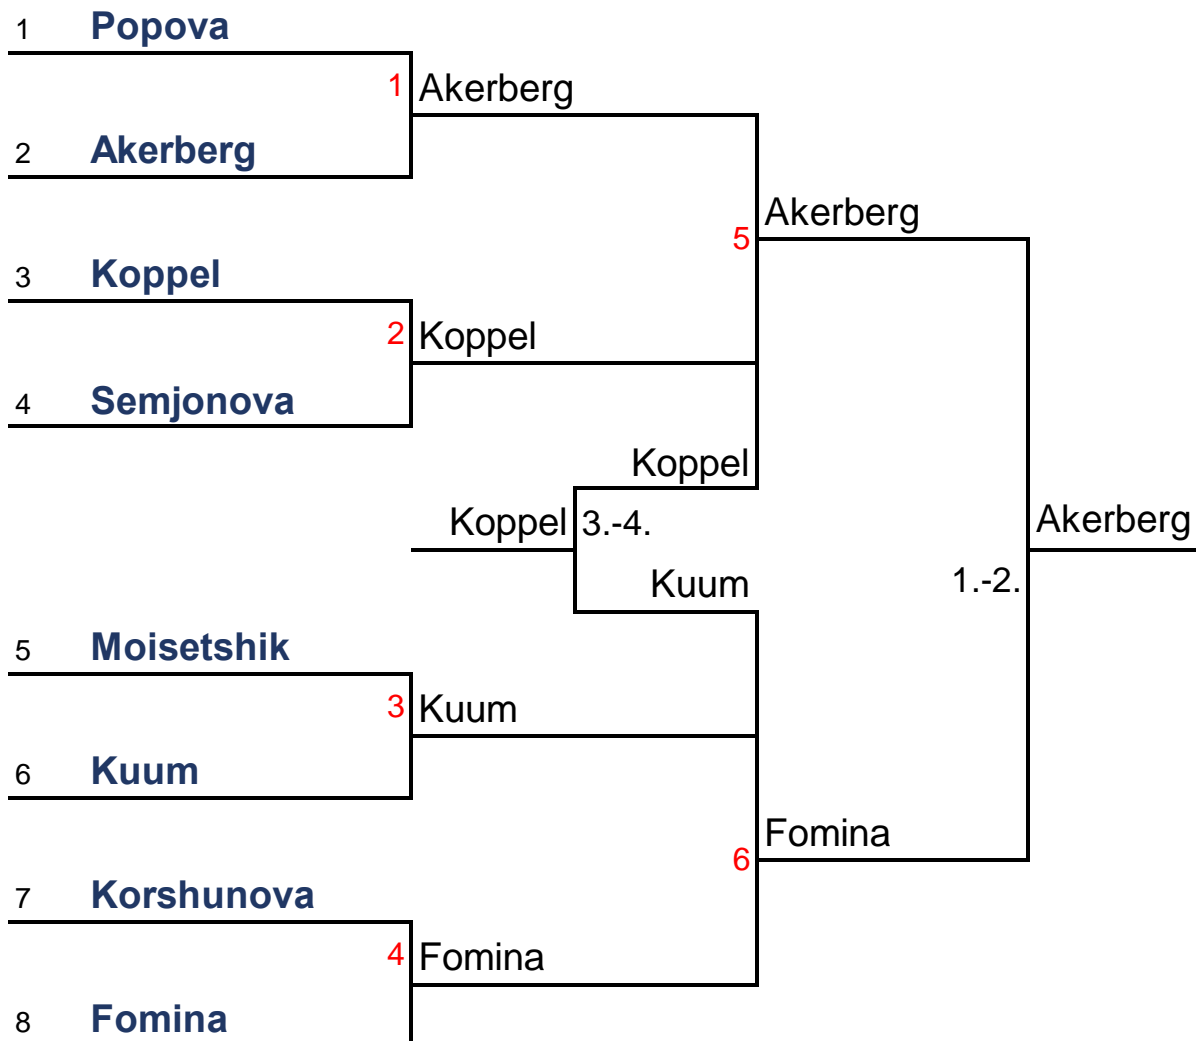 1 Popova
1 Akerberg
2 Akerberg
5 Akerberg
3 Koppel
2 Koppel
4 Semjonova
Koppel
Koppel 3.-4.
Akerberg
Kuum
1.-2.
5 Moisetshik
3 Kuum
6 Kuum
6 Fomina
7 Korshunova
4 Fomina
8 Fomina